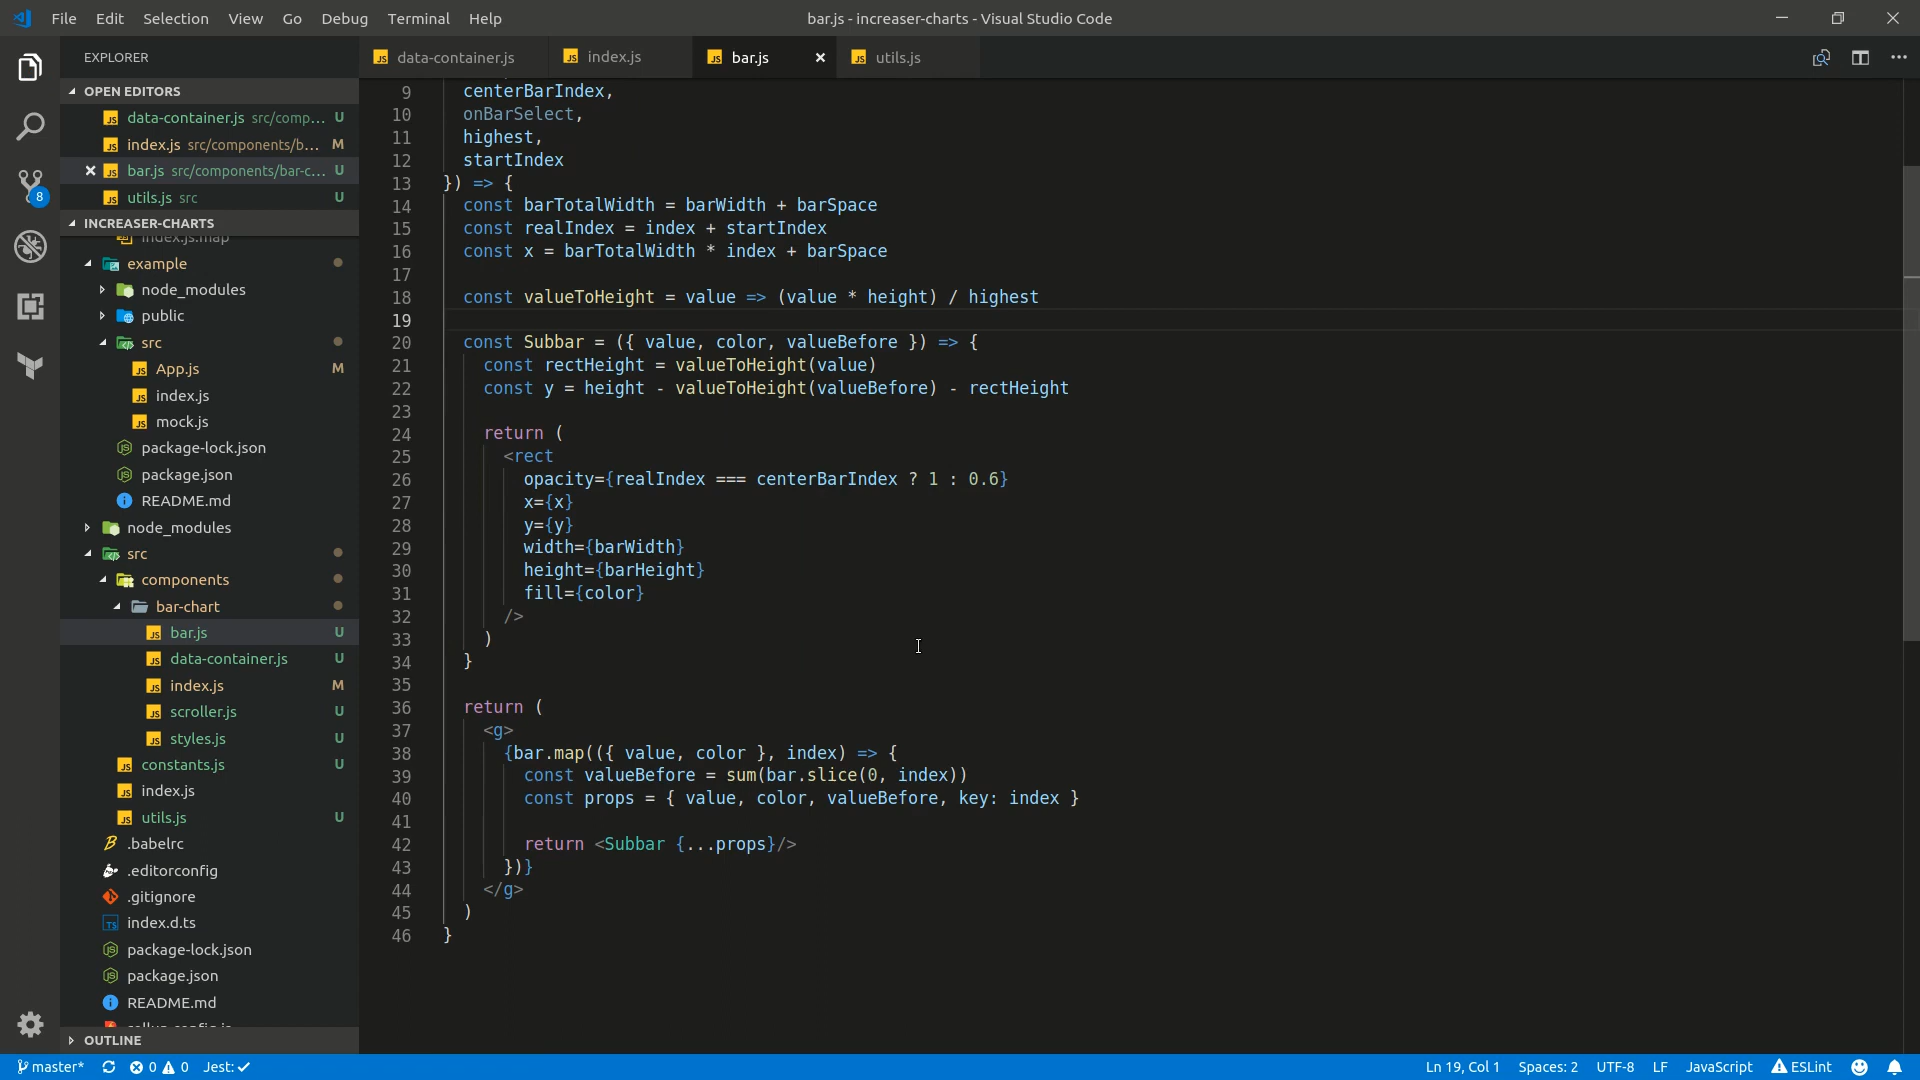 File Edit Selection View Go Debug Terminal Help
bar.js - increaser-charts - Visual Studio Code
EXPLORER
OPEN EDITORS
data-container.js src/comp... U
index.js src/components/b... M
bar.js src/components/bar-c... U
utils.js src U
INCREASER-CHARTS
index.js.map
example
node_modules
public
src
App.js M
index.js
mock.js
package-lock.json
package.json
README.md
node_modules
src
components
bar-chart
bar.js U
data-container.js U
index.js M
scroller.js U
styles.js U
constants.js U
index.js
utils.js U
.babelrc
.editorconfig
.gitignore
index.d.ts
package-lock.json
package.json
README.md
OUTLINE
8
data-container.js index.js bar.js utils.js
9 centerBarIndex,
10 onBarSelect,
11 highest,
12 startIndex
13 }) => {
14 const barTotalWidth = barWidth + barSpace
15 const realIndex = index + startIndex
16 const x = barTotalWidth * index + barSpace
17
18 const valueToHeight = value => (value * height) / highest
19
20 const Subbar = ({ value, color, valueBefore }) => {
21 const rectHeight = valueToHeight(value)
22 const y = height - valueToHeight(valueBefore) - rectHeight
23
24 return (
25 <rect
26 opacity={realIndex === centerBarIndex ? 1 : 0.6}
27 x={x}
28 y={y}
29 width={barWidth}
30 height={barHeight}
31 fill={color}
32 />
33 )
34 }
35
36 return (
37 <g>
38 {bar.map(({ value, color }, index) => {
39 const valueBefore = sum(bar.slice(0, index))
40 const props = { value, color, valueBefore, key: index }
41
42 return <Subbar {...props}/>
43 })}
44 </g>
45 )
46 }
master* 0 0 Jest: Ln 19, Col 1 Spaces: 2 UTF-8 LF JavaScript ESLint